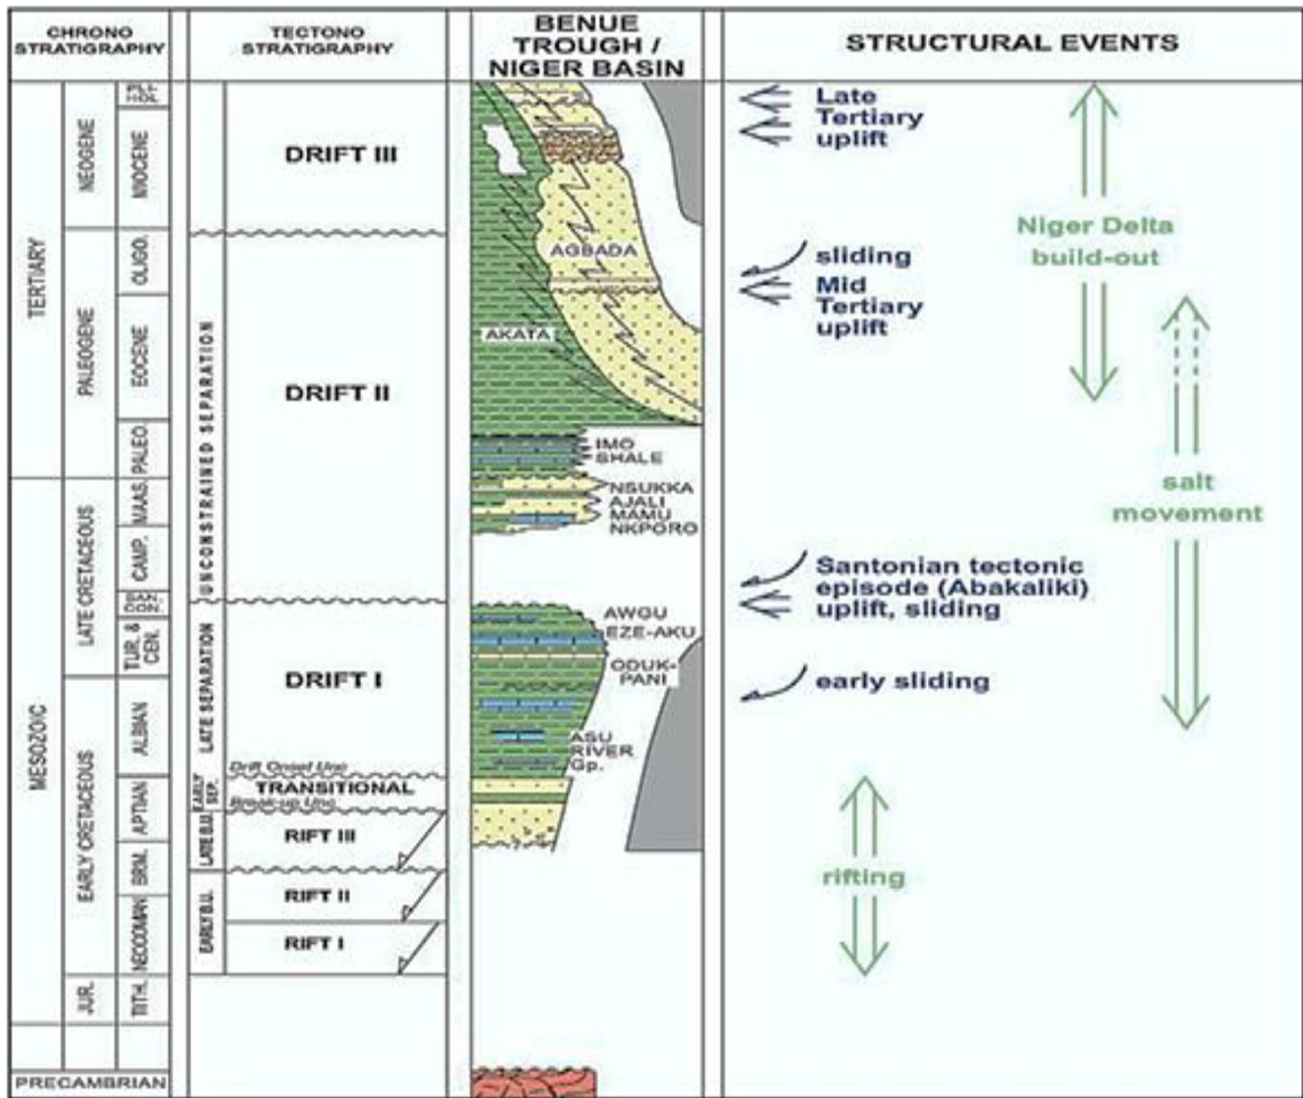 CHRONO
STRATIGRAPHY
TECTONO
STRATIGRAPHY
BENUE
TROUGH /
NIGER BASIN
STRUCTURAL EVENTS
TERTIARY
MESOZOIC
PRECAMBRIAN
NEOGENE
PALEOGENE
LATE CRETACEOUS
EARLY CRETACEOUS
JUR.
HOL
MIOCENE
OLIGO.
EOCENE
PALEO.
MAAS.
CAMP.
SAN.
CON.
TUR. &
CEN.
ALBIAN
APTIAN
BRM.
NEOCOMIAN
TITH.
UNCONSTRAINED SEPARATION
LATE SEPARATION
EARLY
SEP.
LATE B.U
EARLY B.U.
DRIFT III
DRIFT II
DRIFT I
Drift Onset Unc
TRANSITIONAL
Break-up Unc
RIFT III
RIFT II
RIFT I
AGBADA
AKATA
IMO
SHALE
NSUKKA
AJALI
MAMU
NKPORO
AWGU
EZE-AKU
ODUK-
PANI
ASU
RIVER
Gp.
Late
Tertiary
uplift
sliding
Mid
Tertiary
uplift
Santonian tectonic
episode (Abakaliki)
uplift, sliding
early sliding
Niger Delta
build-out
salt
movement
rifting